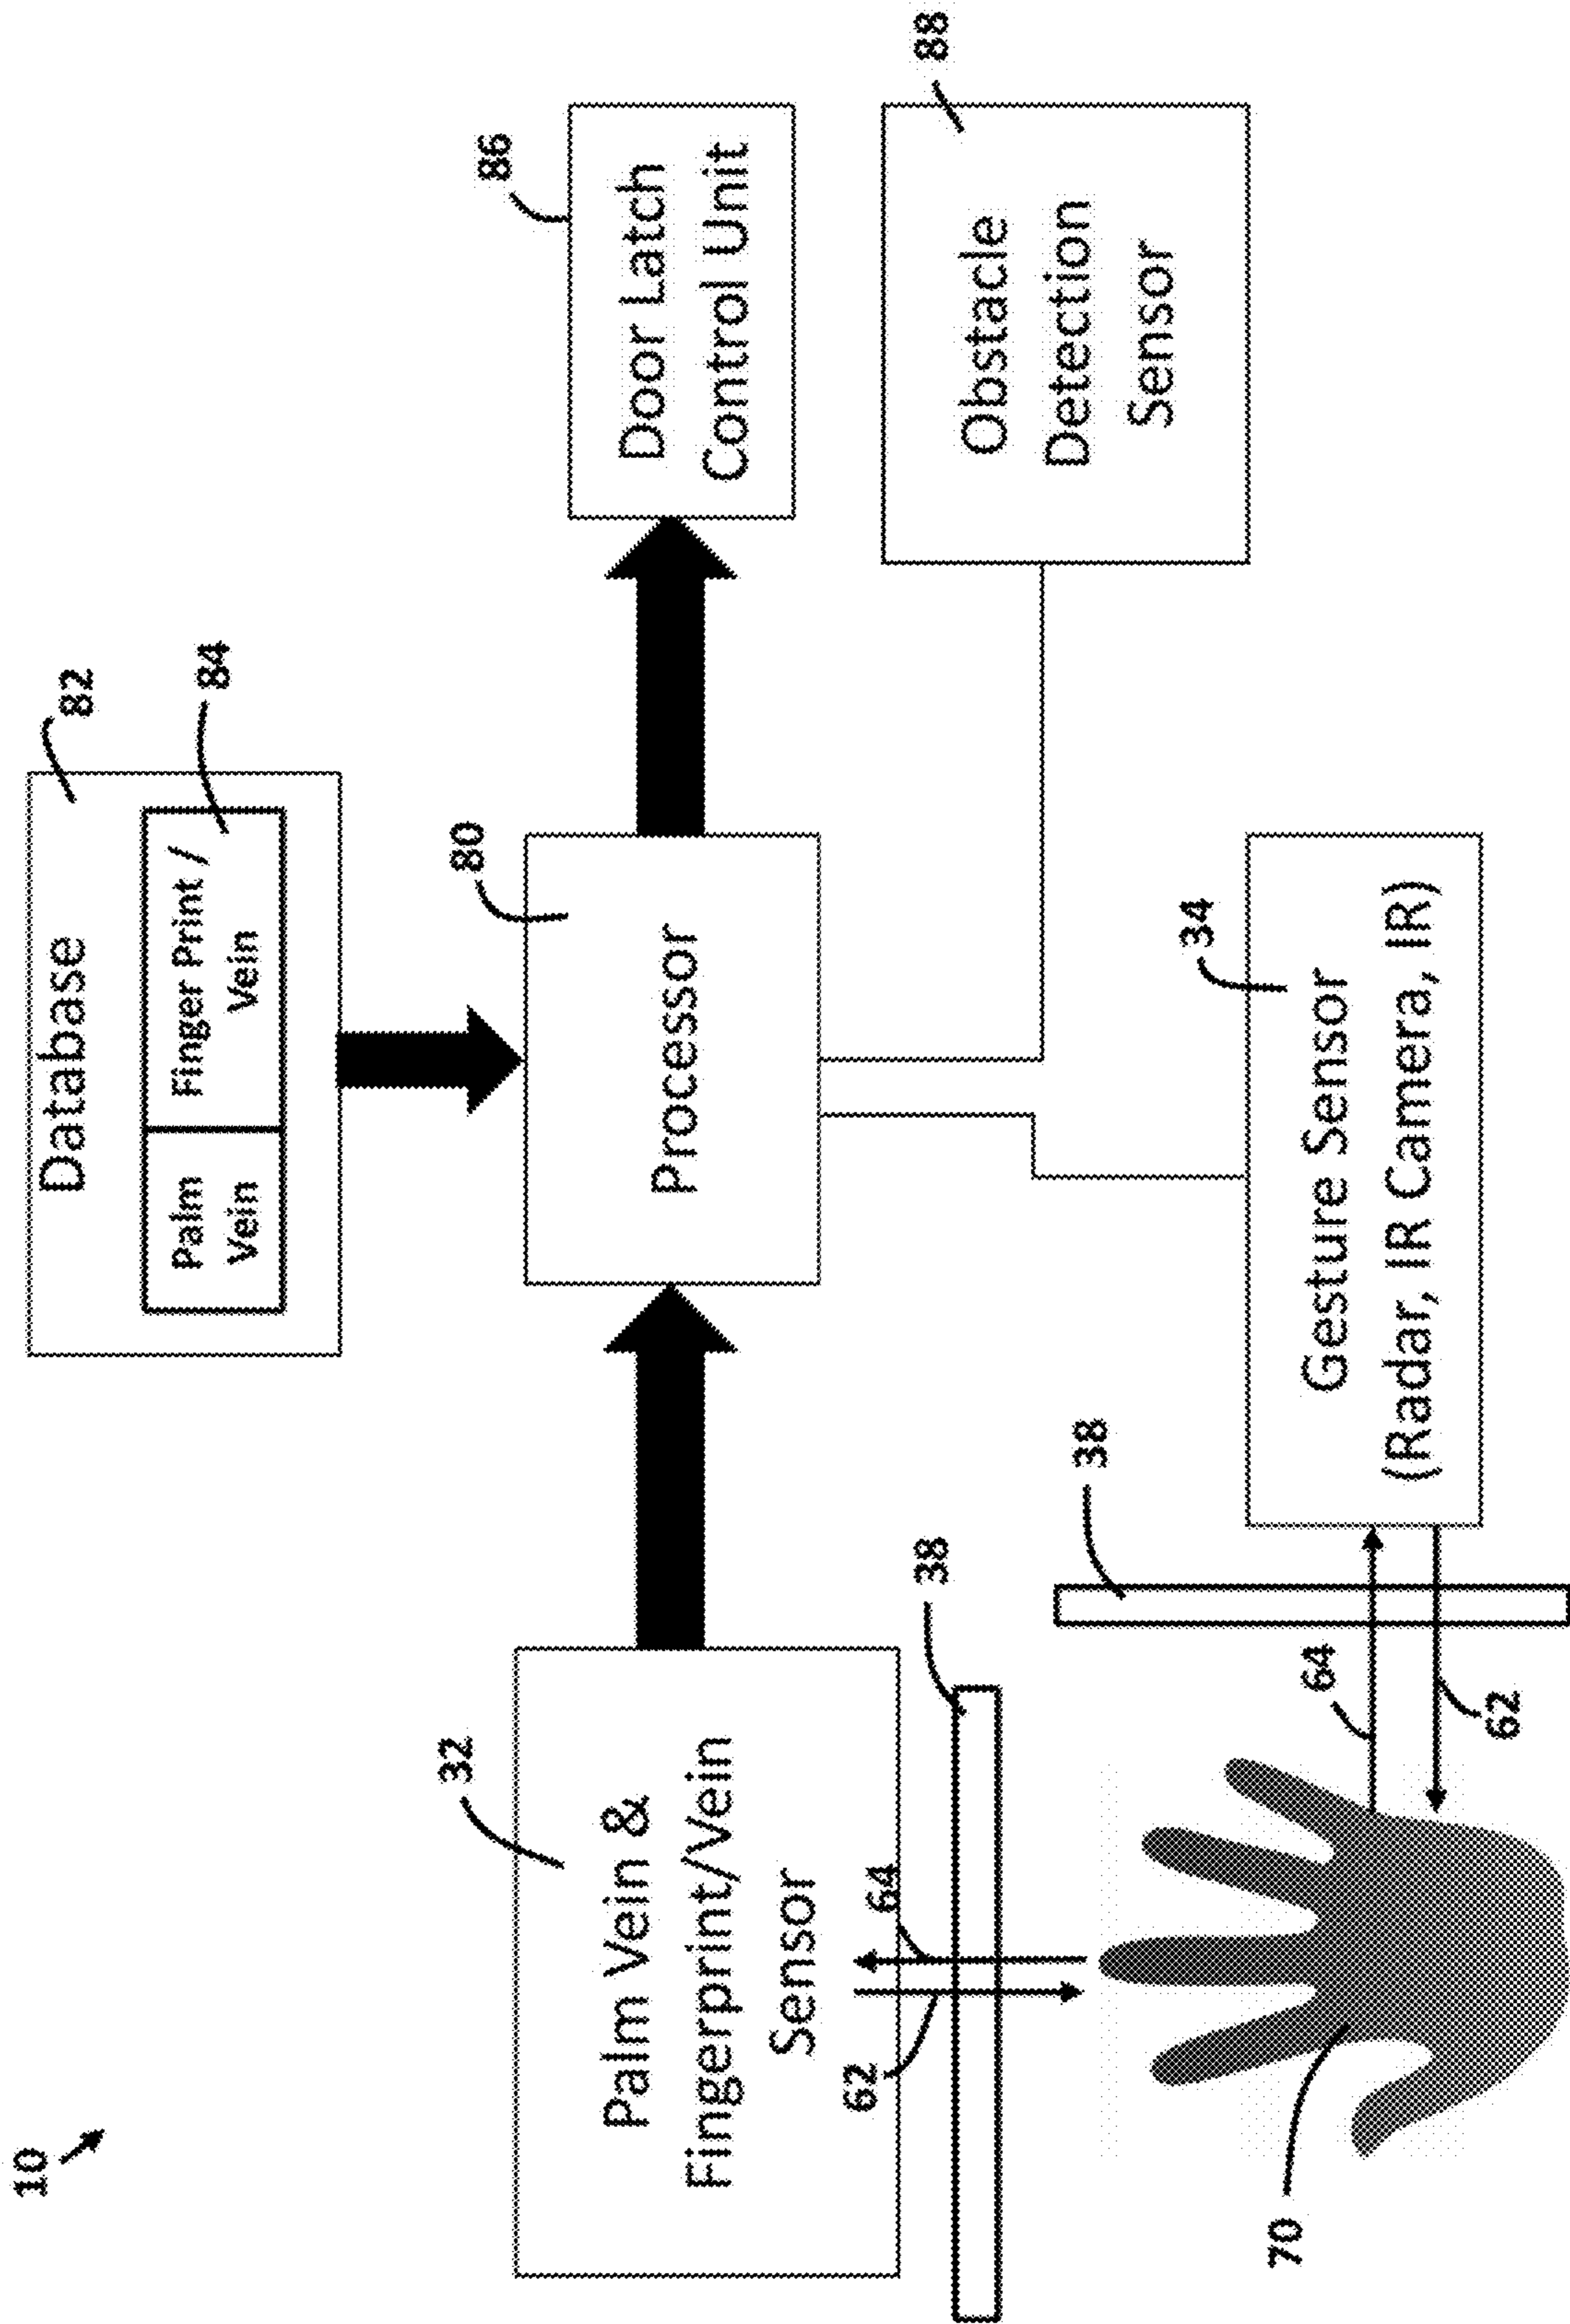 10
Database
82
Palm
Vein
Finger Print /
Vein
84
32
Palm Vein &
Fingerprint/Vein
Sensor
80
Processor
86
Door Latch
Control Unit
62
64
38
88
Obstacle
Detection
Sensor
38
34
Gesture Sensor
(Radar, IR Camera, IR)
70
64
62